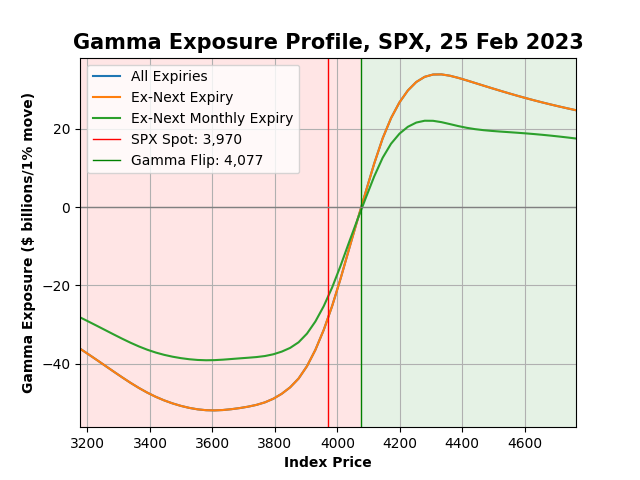 Gamma Exposure Profile, SPX, 25 Feb 2023
All Expiries
Ex-Next Expiry
Ex-Next Monthly Expiry
SPX Spot: 3,970
Gamma Flip: 4,077
Gamma Exposure ($ billions/1% move)
20
0
−20
−40
3200 3400 3600 3800 4000 4200 4400 4600
Index Price